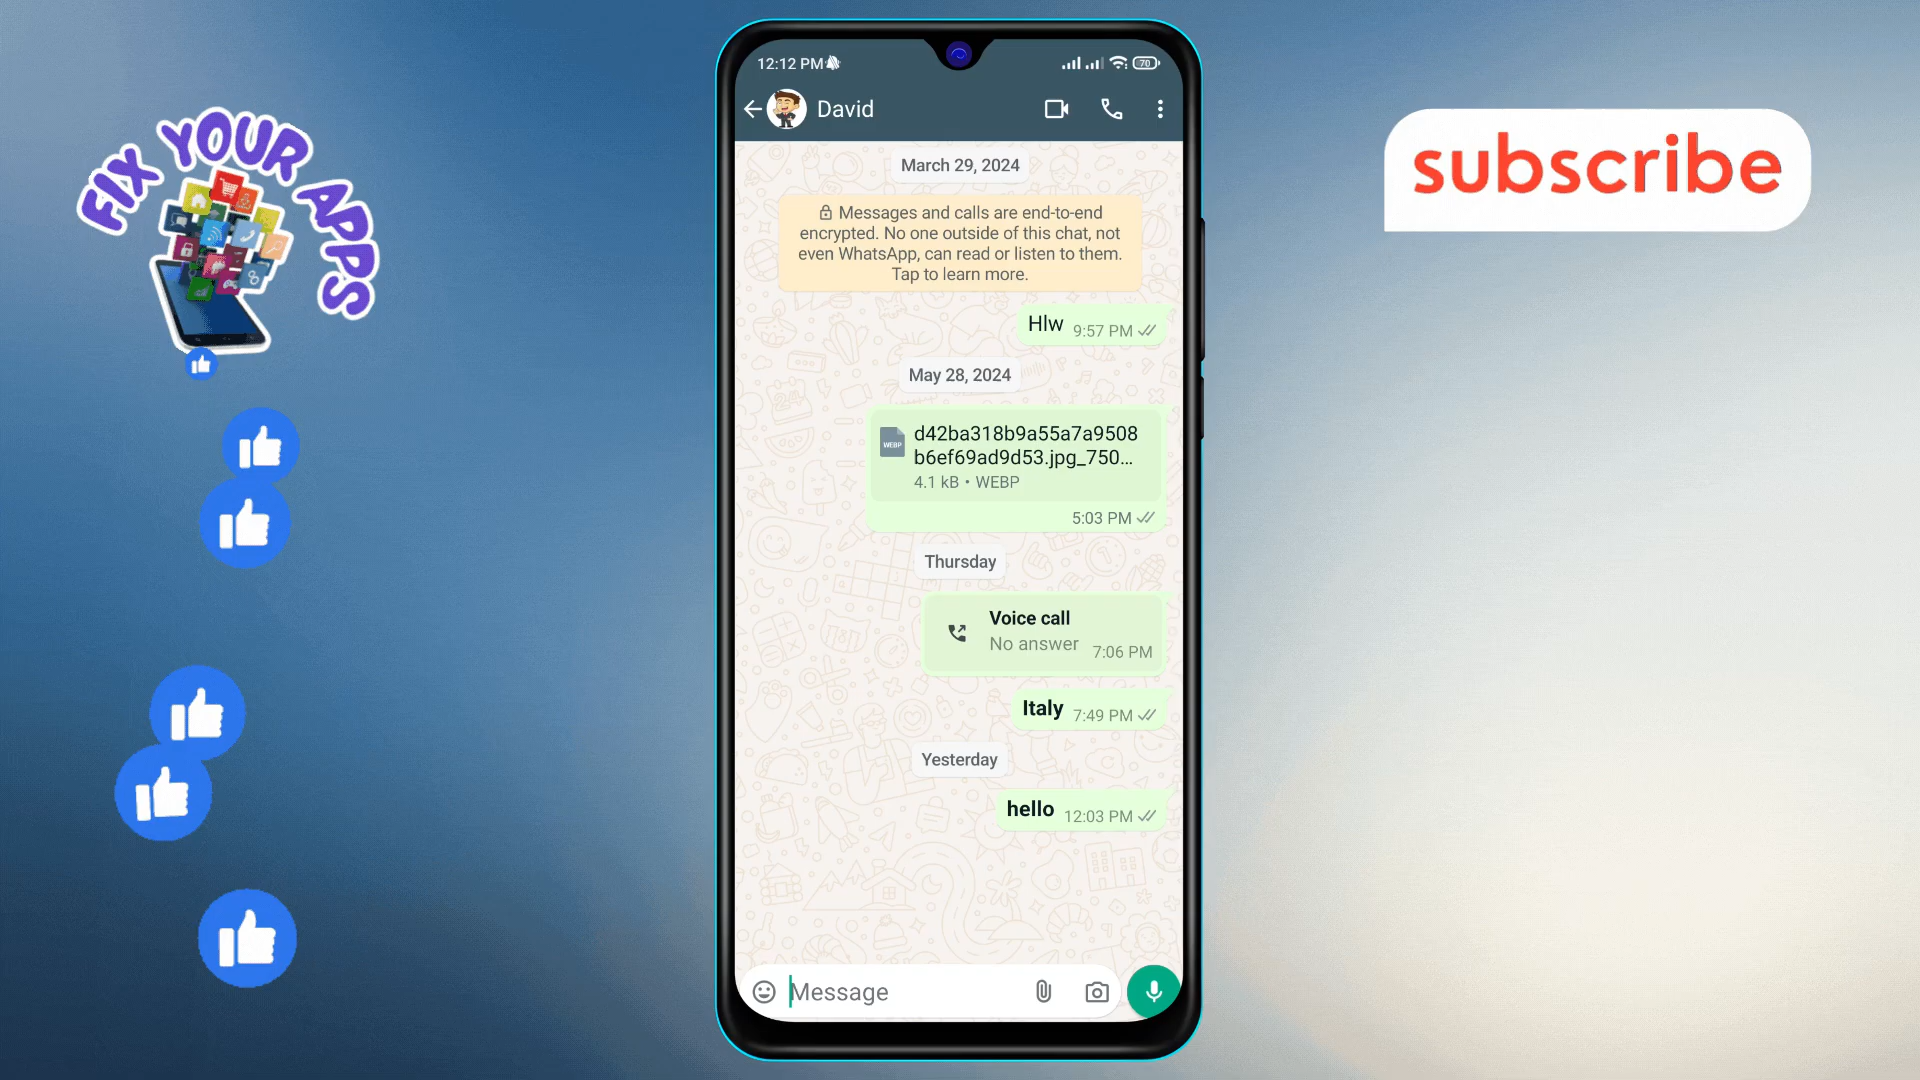 FIX YOUR APPS
subscribe
12:12 PM
70
David
March 29, 2024
Messages and calls are end-to-end
encrypted. No one outside of this chat, not
even WhatsApp, can read or listen to them.
Tap to learn more.
Hlw 9:57 PM
May 28, 2024
WEBP
d42ba318b9a55a7a9508
b6ef69ad9d53.jpg_750...
4.1 kB • WEBP
5:03 PM
Thursday
Voice call
No answer 7:06 PM
Italy 7:49 PM
Yesterday
hello 12:03 PM
Message